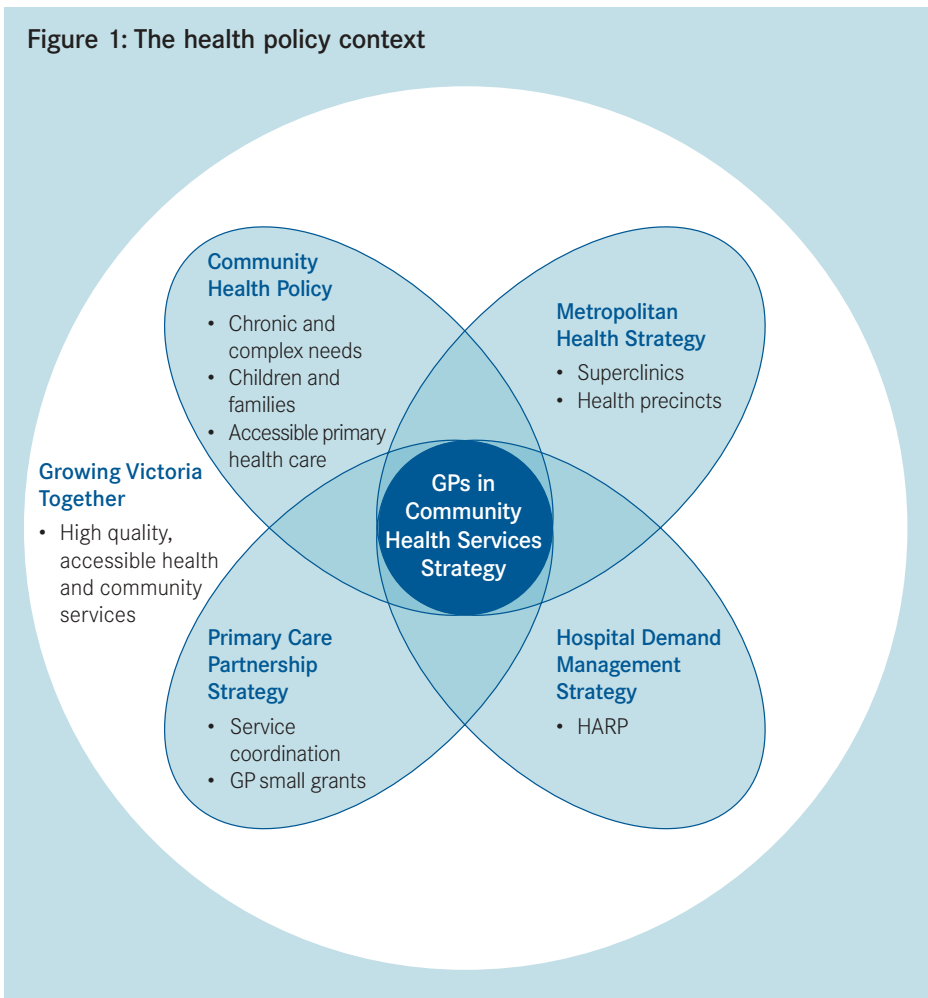 Figure 1: The health policy context
Community
Health Policy
• Chronic and
complex needs
• Children and
families
• Accessible primary
health care
Metropolitan
Health Strategy
• Superclinics
• Health precincts
Growing Victoria
Together
• High quality,
accessible health
and community
services
GPs in
Community
Health Services
Strategy
Primary Care
Partnership
Strategy
• Service
coordination
• GP small grants
Hospital Demand
Management
Strategy
• HARP